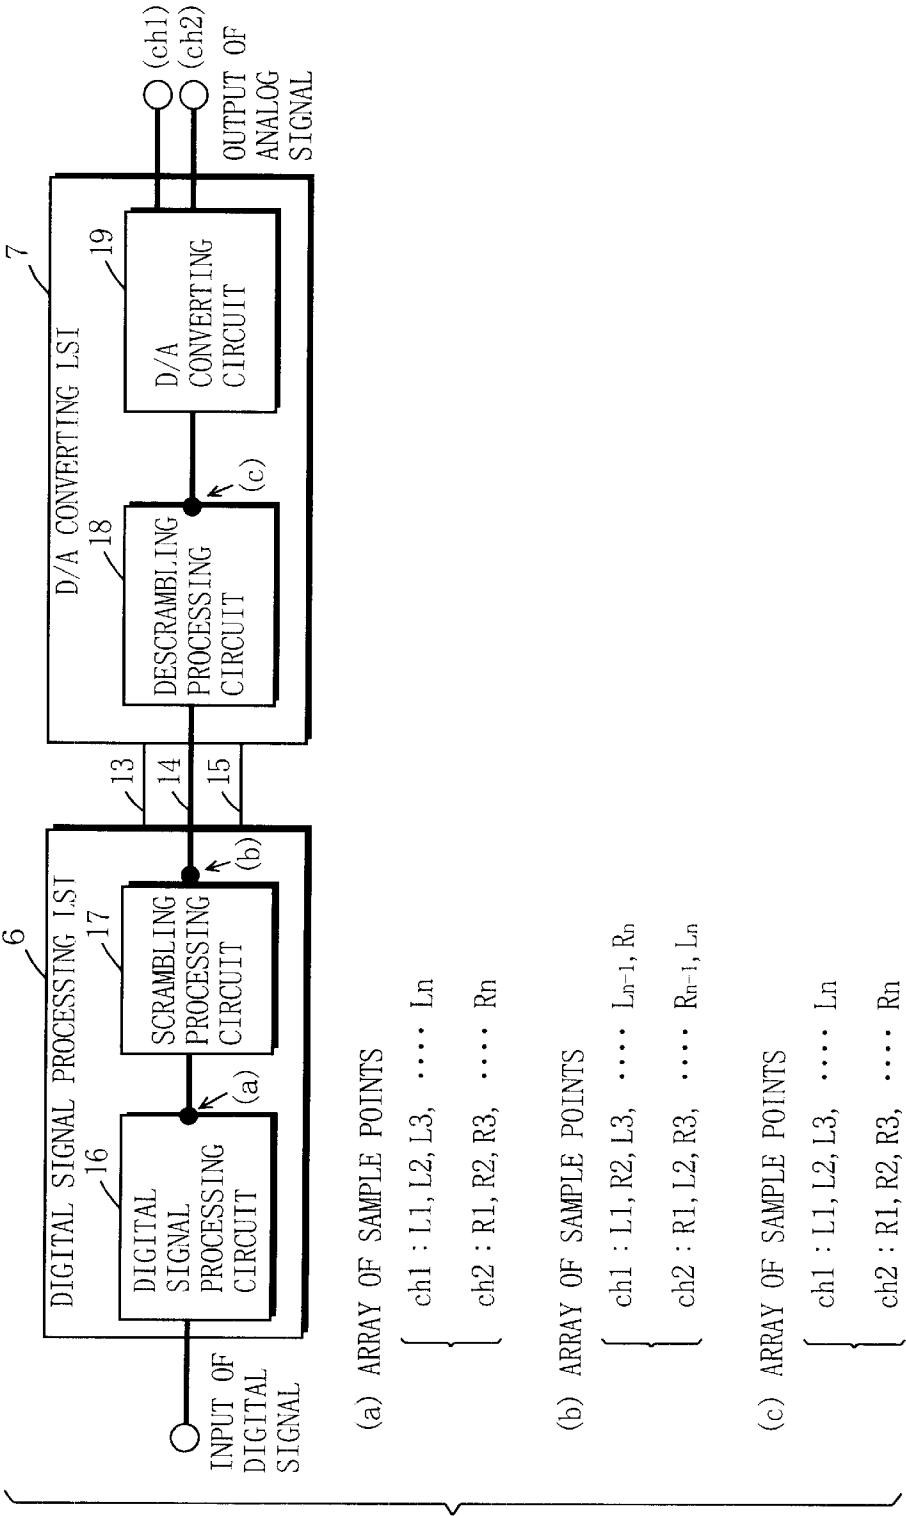 6
DIGITAL SIGNAL PROCESSING LSI
16
DIGITAL
SIGNAL
PROCESSING
CIRCUIT
(a)
17
SCRAMBLING
PROCESSING
CIRCUIT
(b)
INPUT OF
DIGITAL
SIGNAL
13
14
15
7
D/A CONVERTING LSI
18
DESCRAMBLING
PROCESSING
CIRCUIT
(c)
19
D/A
CONVERTING
CIRCUIT
(ch1)
(ch2)
OUTPUT OF
ANALOG
SIGNAL
(a) ARRAY OF SAMPLE POINTS
ch1 : L1, L2, L3, ···· Ln
ch2 : R1, R2, R3, ···· Rn
(b) ARRAY OF SAMPLE POINTS
ch1 : L1, R2, L3, ···· Ln-1, Rn
ch2 : R1, L2, R3, ···· Rn-1, Ln
(c) ARRAY OF SAMPLE POINTS
ch1 : L1, L2, L3, ···· Ln
ch2 : R1, R2, R3, ···· Rn